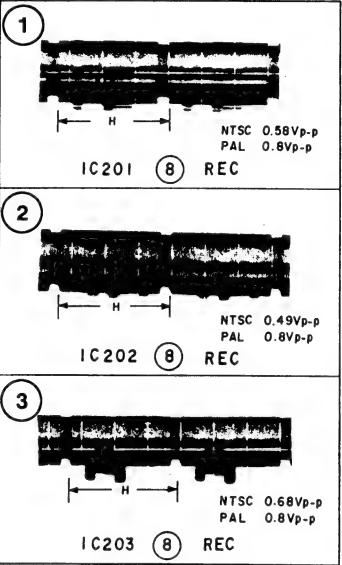 1
H
NTSC 0.58Vp-p
PAL 0.8Vp-p
IC201 8 REC
2
H
NTSC 0.49Vp-p
PAL 0.8Vp-p
IC202 8 REC
3
H
NTSC 0.68Vp-p
PAL 0.8Vp-p
IC203 8 REC